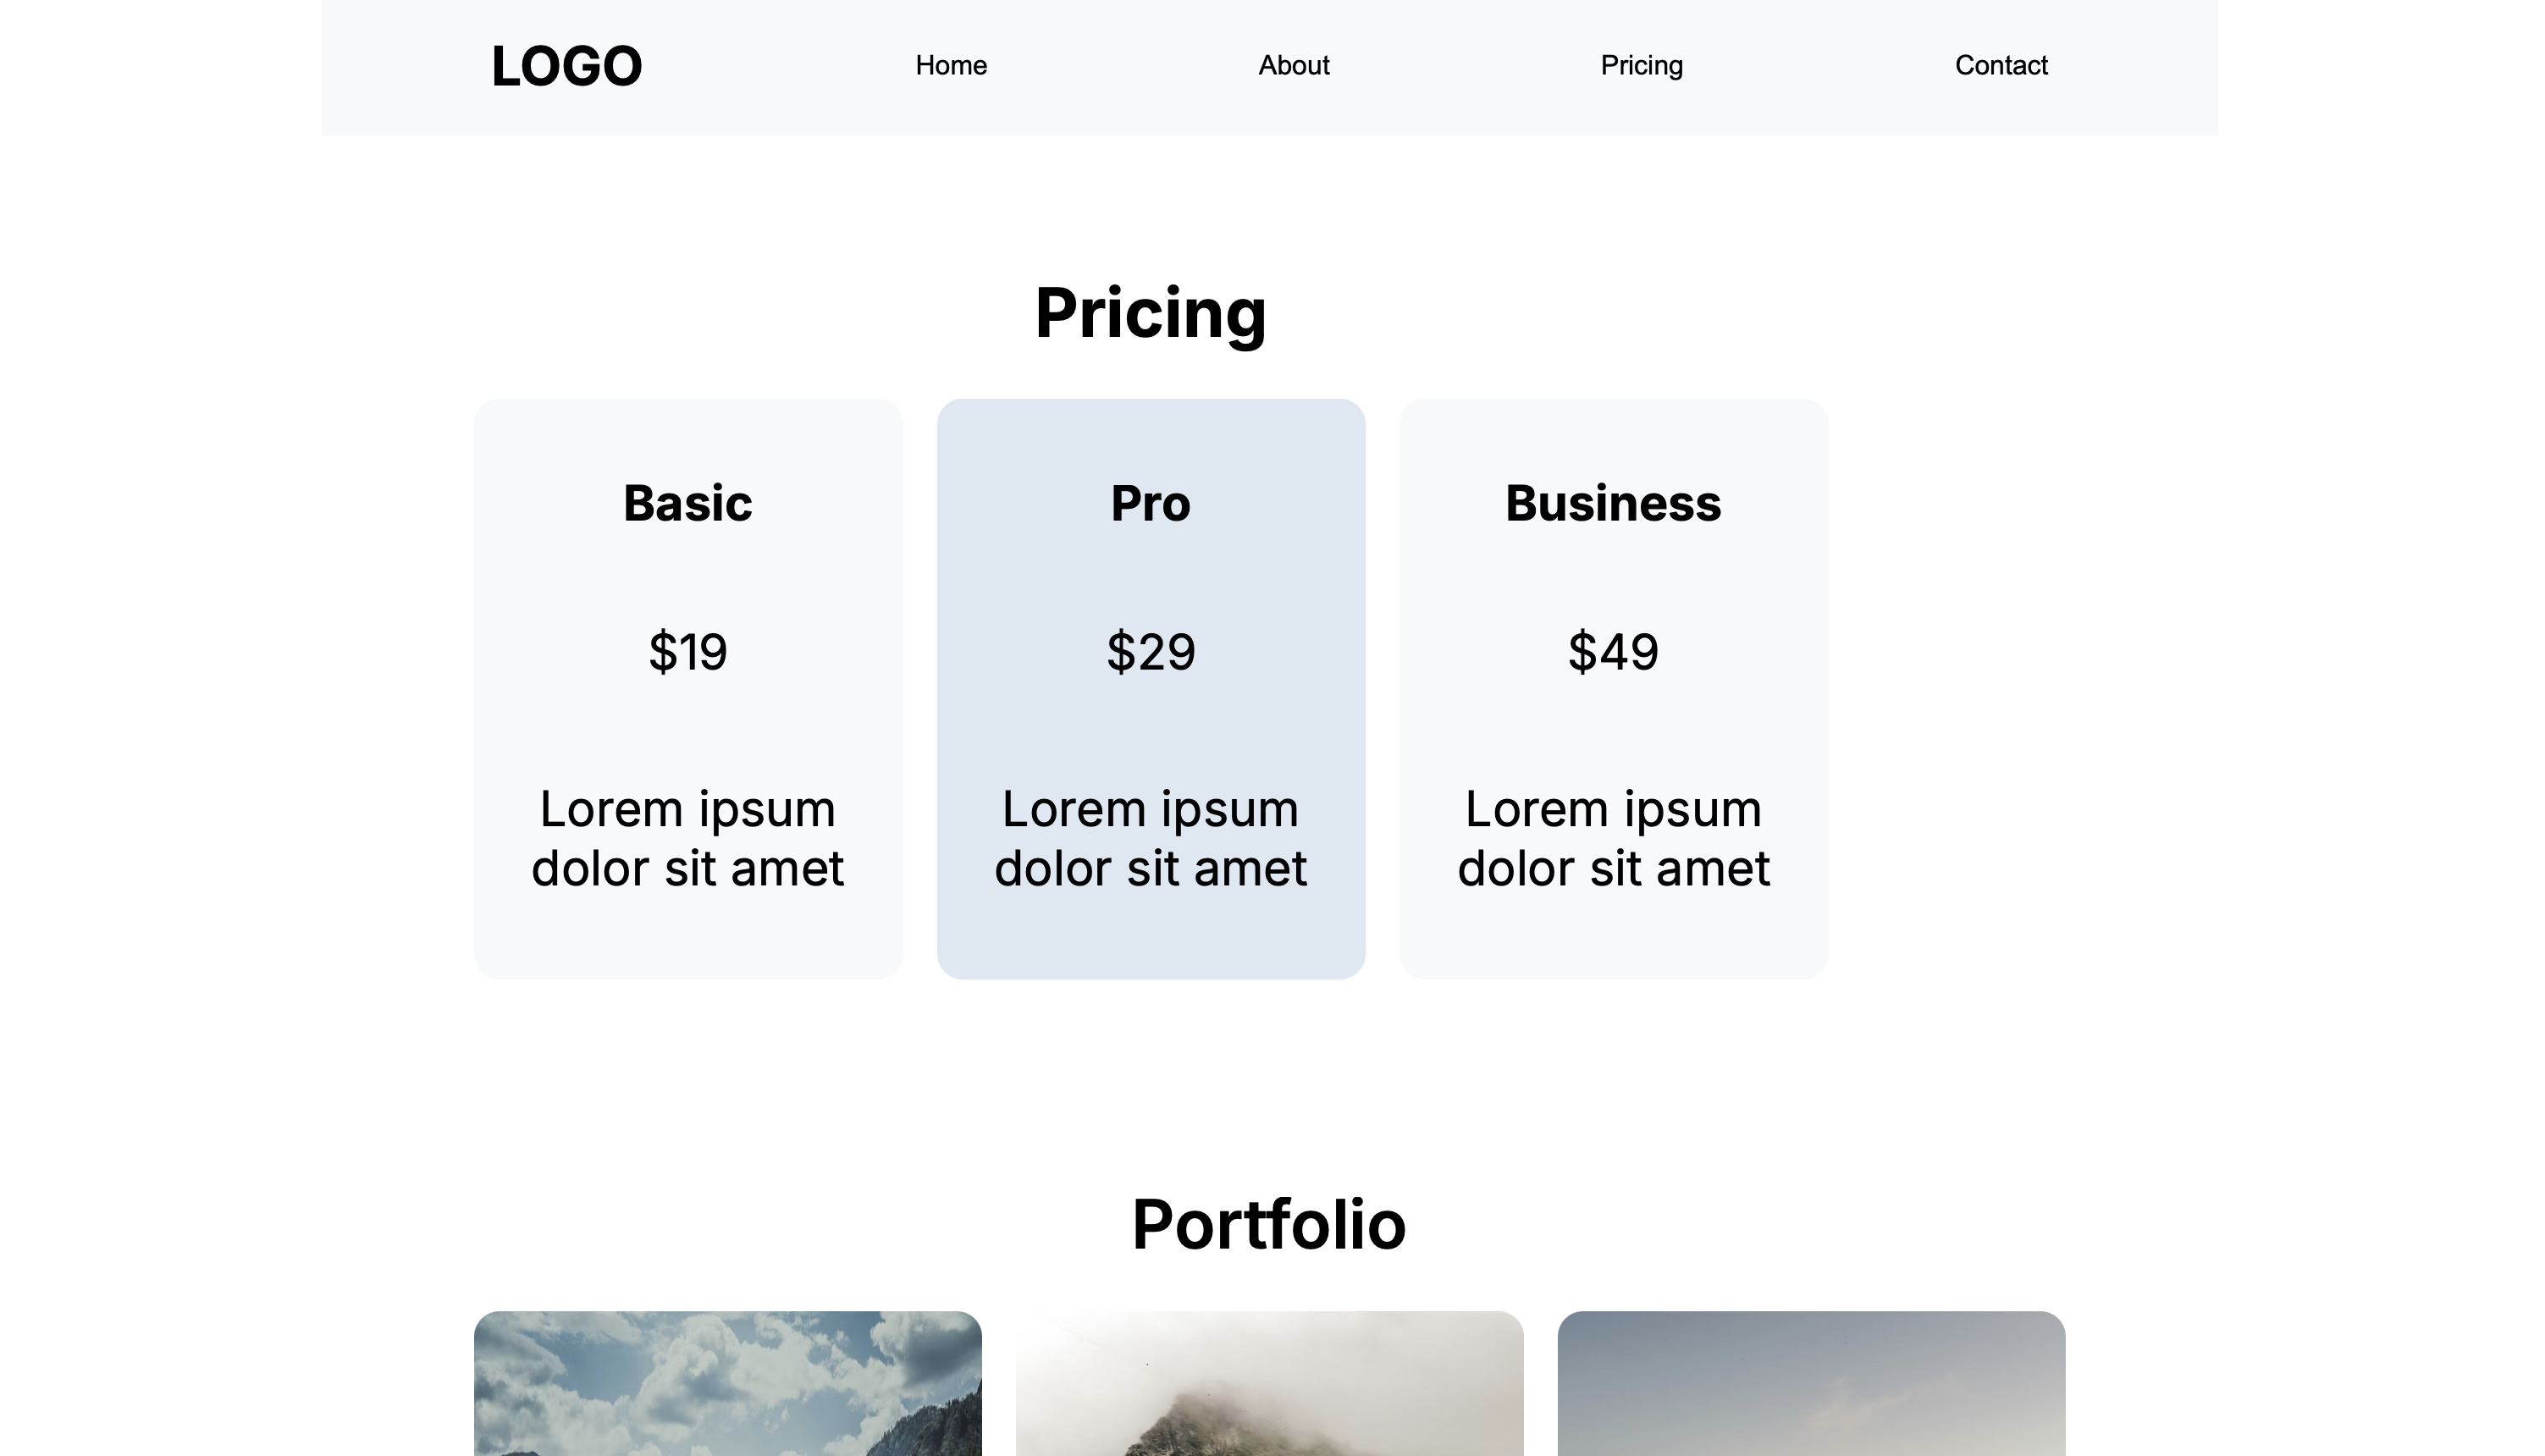 LOGO Home About Pricing Contact
Pricing
Basic
$19
Lorem ipsum
dolor sit amet
Pro
$29
Lorem ipsum
dolor sit amet
Business
$49
Lorem ipsum
dolor sit amet
Portfolio